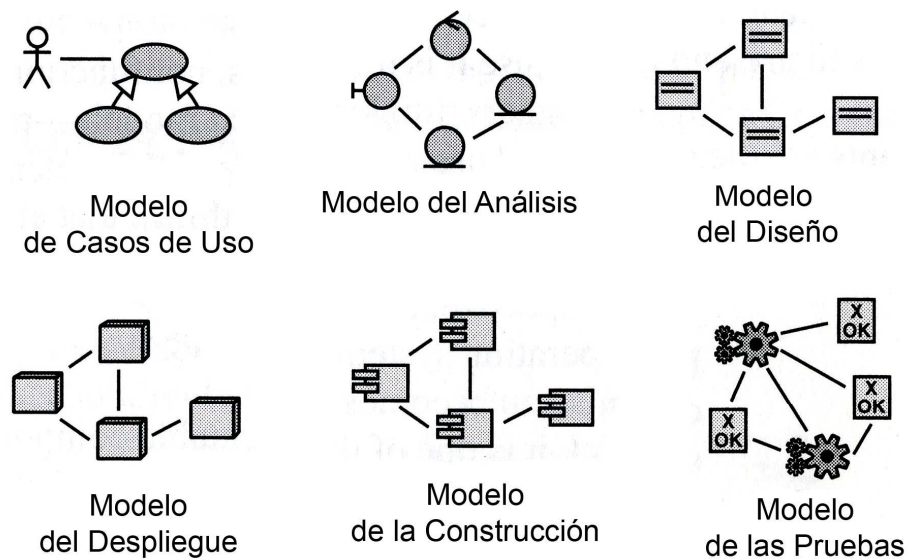 Modelo
de Casos de Uso
Modelo del Análisis
Modelo
del Diseño
X
OK
X
OK
X
OK
Modelo
del Despliegue
Modelo
de la Construcción
Modelo
de las Pruebas